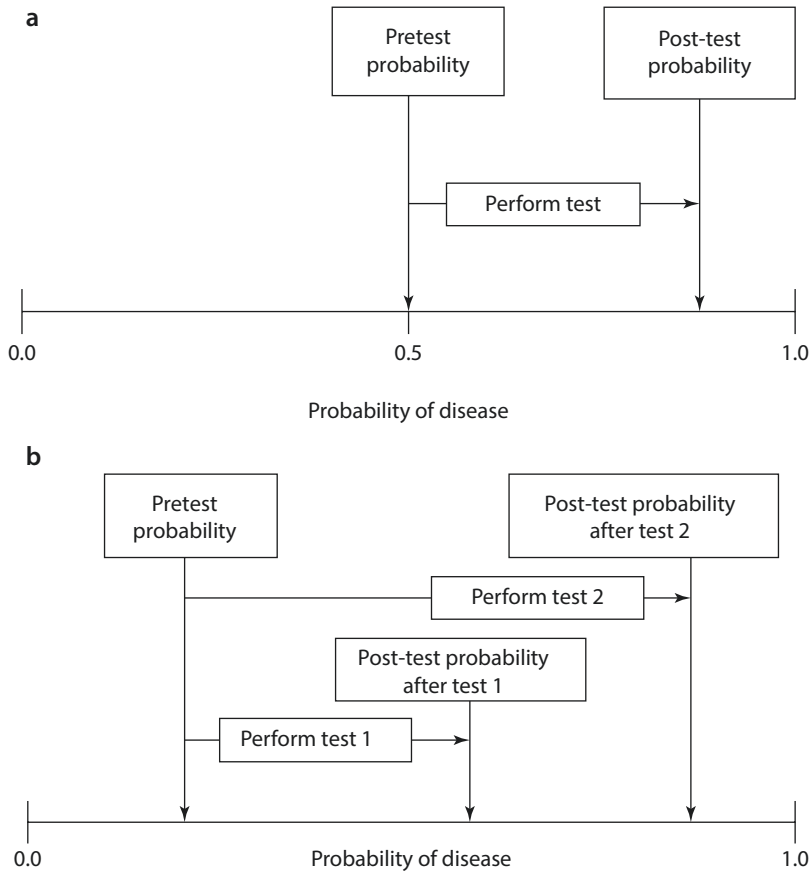 a
Pretest
probability
Post-test
probability
Perform test
0.0
0.5
1.0
Probability of disease
b
Pretest
probability
Post-test probability
after test 2
Perform test 2
Post-test probability
after test 1
Perform test 1
0.0
Probability of disease
1.0